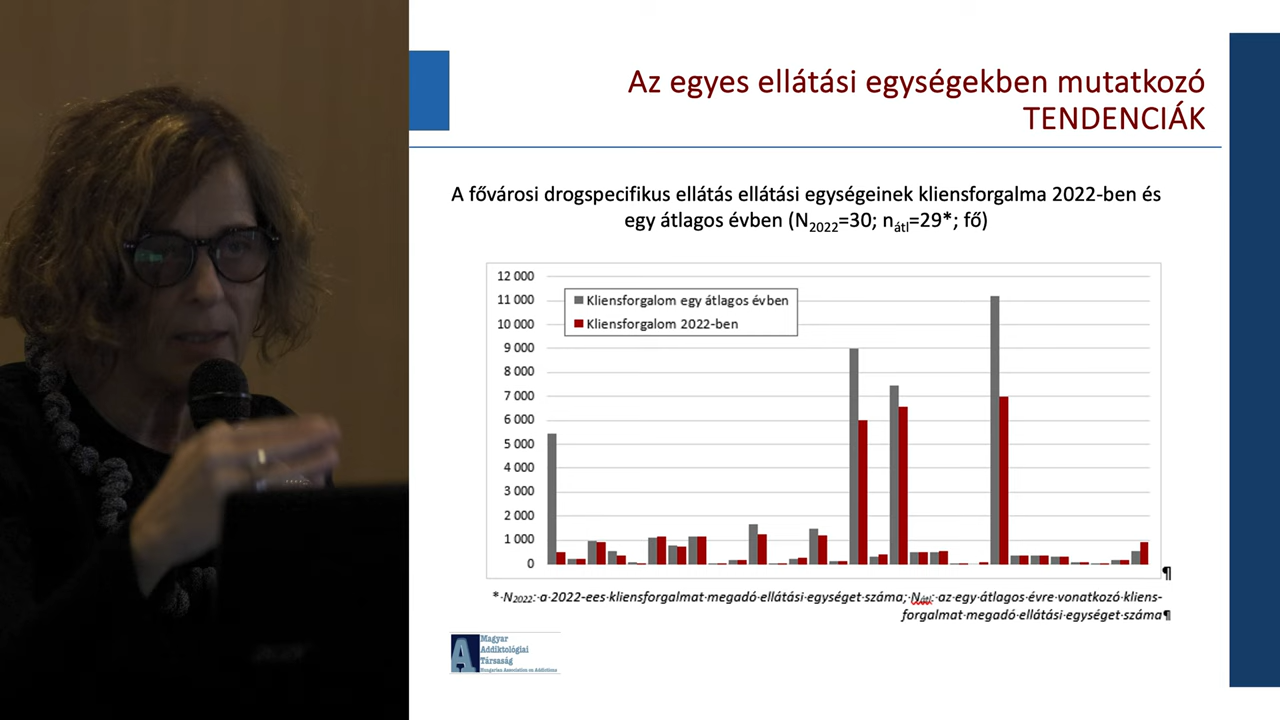 Az egyes ellátási egységekben mutatkozó
TENDENCIÁK
A fővárosi drogspecifikus ellátás ellátási egységeinek kliensforgalma 2022-ben és
egy átlagos évben (N2022=30; nátl=29*; fő)
12 000
11 000
10 000
9 000
8 000
7 000
6 000
5 000
4 000
3 000
2 000
1 000
0
Kliensforgalom egy átlagos évben
Kliensforgalom 2022-ben
¶
*·N2022:·a·2022-ees·kliensforgalmat·megadó·ellátási·egységet·száma;·Nátl:·az·egy·átlagos·évre·vonatkozó·kliens-
forgalmat·megadó·ellátási·egységet·száma¶
A
Magyar
Addiktológiai
Társaság
Hungarian Association on Addictions